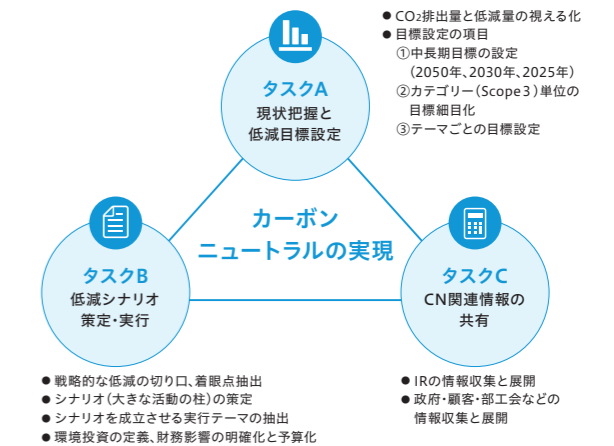 ● CO₂排出量と低減量の視える化
● 目標設定の項目
①中長期目標の設定
（2050年、2030年、2025年）
②カテゴリー（Scope3）単位の
目標細目化
③テーマごとの目標設定
タスクA
現状把握と
低減目標設定
カーボン
ニュートラルの実現
タスクB
低減シナリオ
策定・実行
タスクC
CN関連情報の
共有
● 戦略的な低減の切り口、着眼点抽出
● シナリオ（大きな活動の柱）の策定
● シナリオを成立させる実行テーマの抽出
● 環境投資の定義、財務影響の明確化と予算化
● IRの情報収集と展開
● 政府・顧客・部工会などの
情報収集と展開